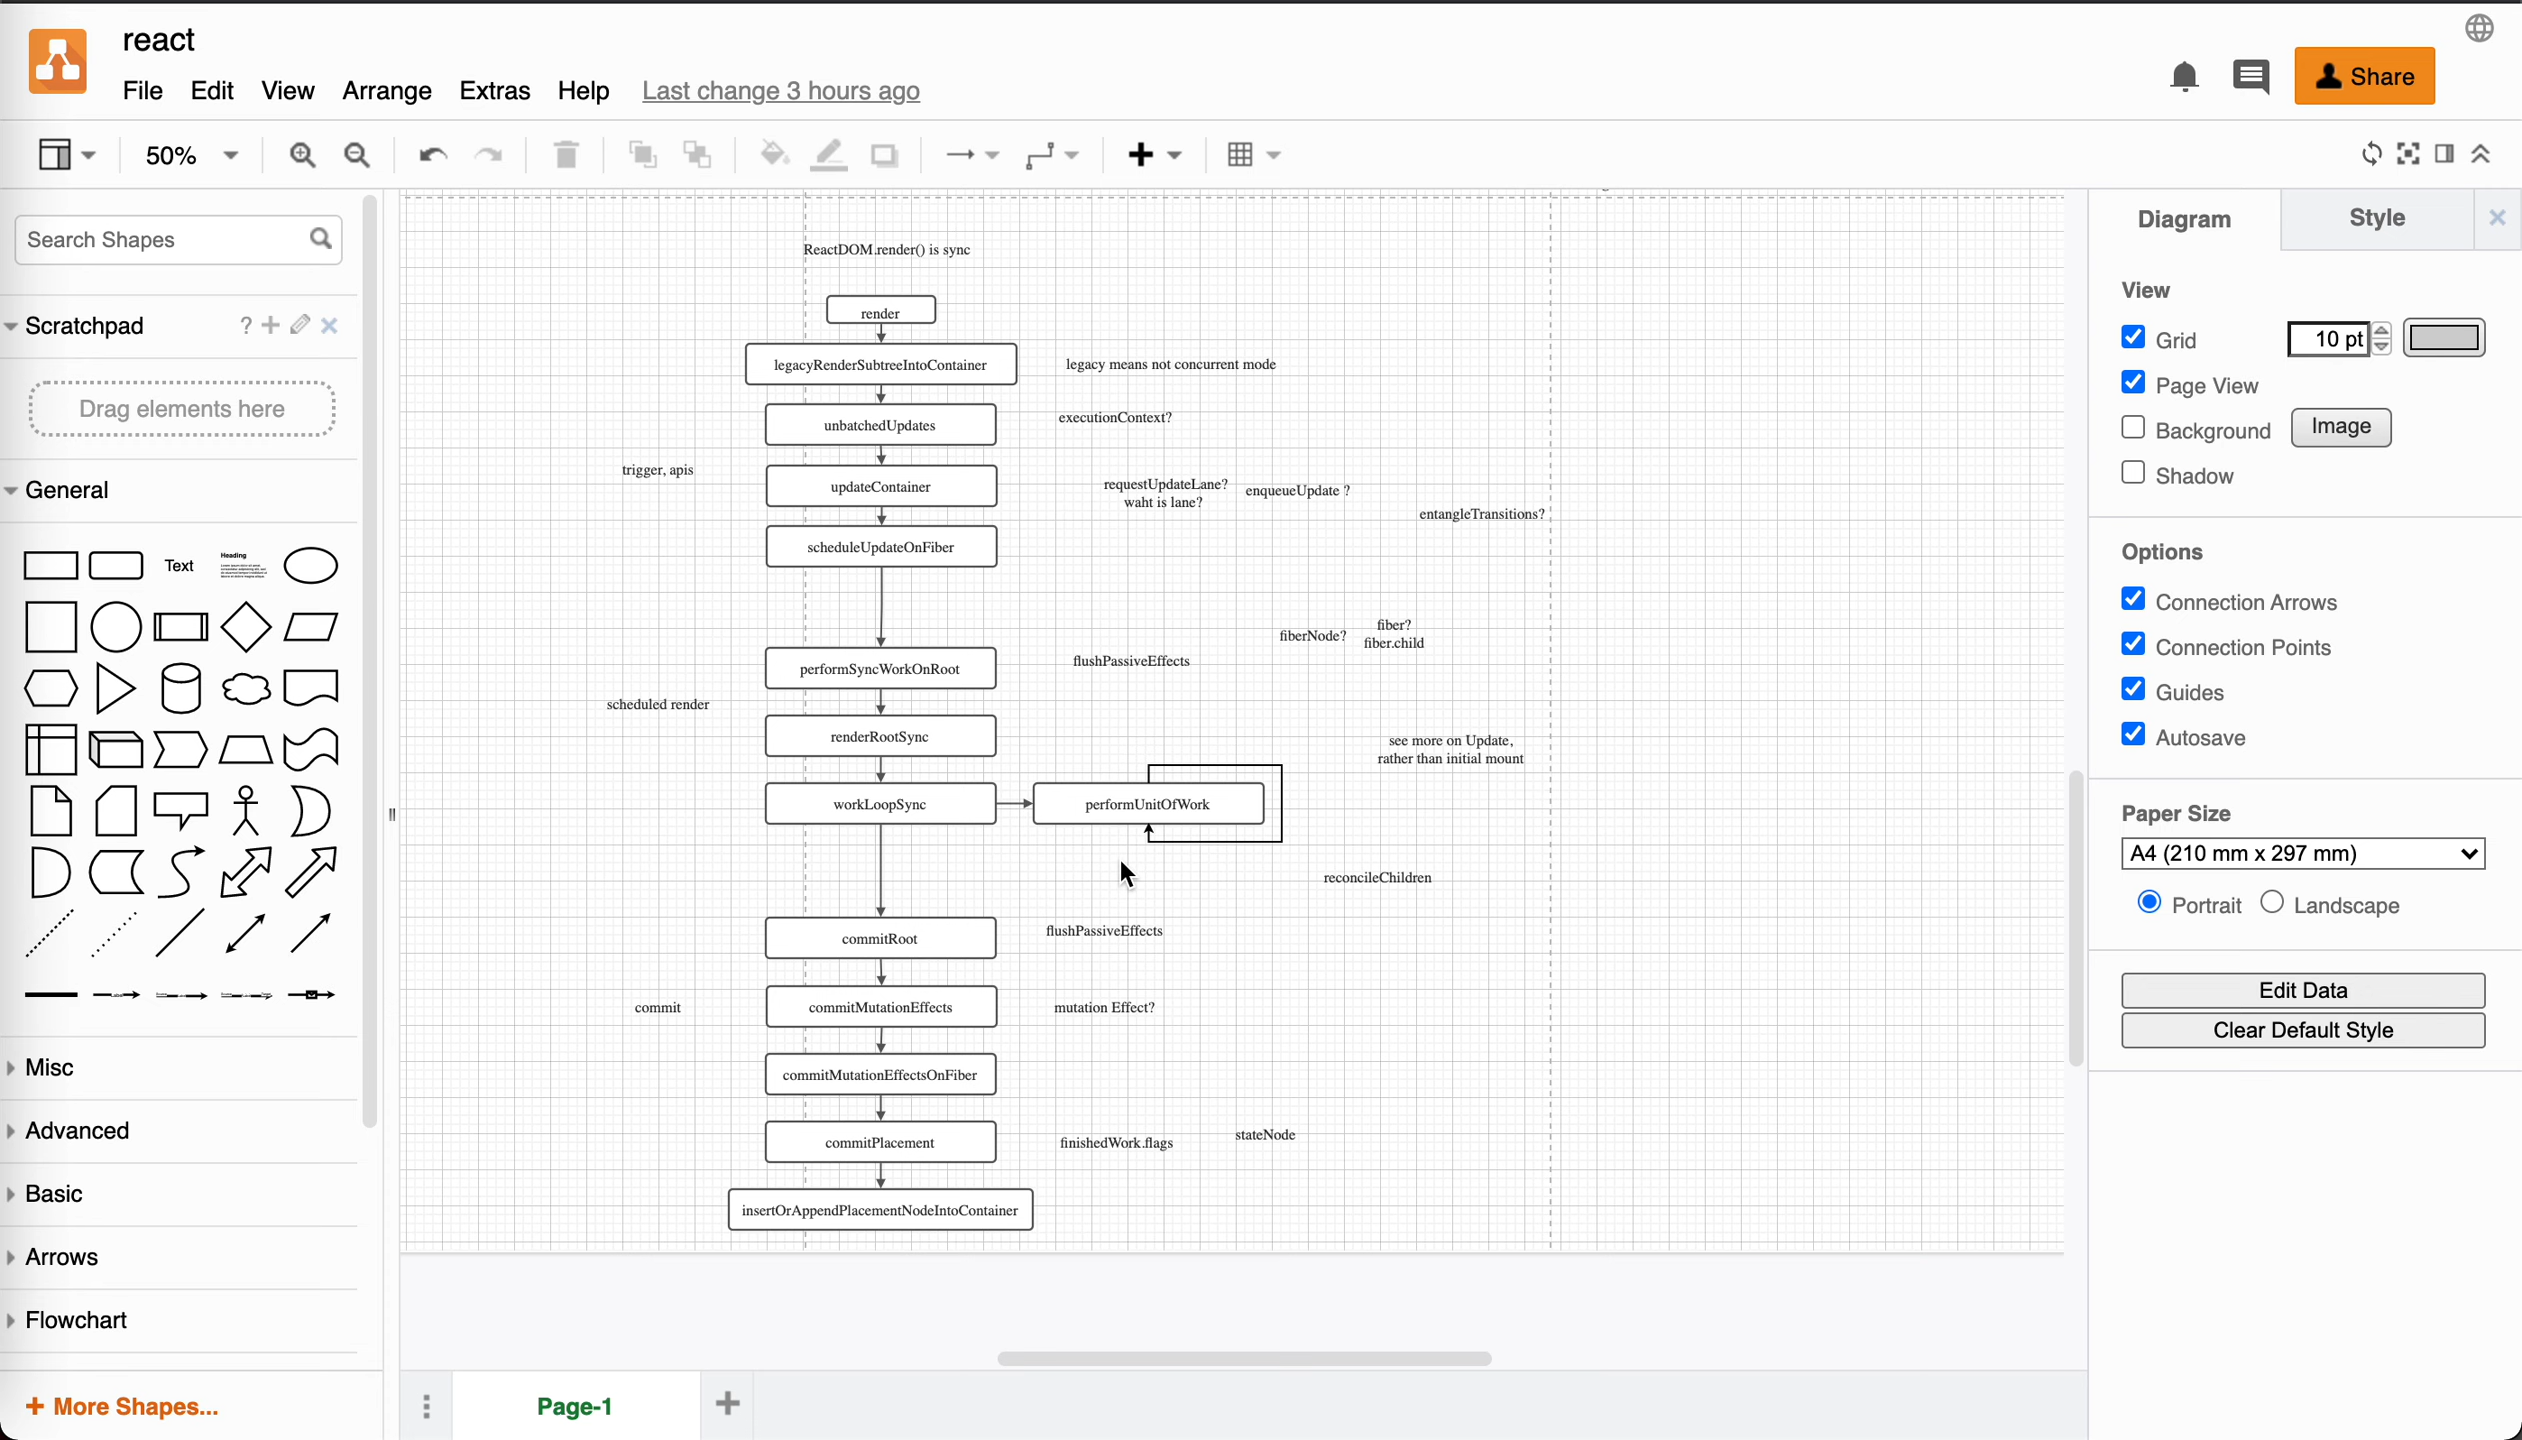 react
File Edit View Arrange Extras Help Last change 3 hours ago
Share
50%
Search Shapes
Scratchpad ?
Drag elements here
General
Text
Heading
Misc
Advanced
Basic
Arrows
Flowchart
+ More Shapes...
ReactDOM.render() is sync
render
legacyRenderSubtreeIntoContainer
legacy means not concurrent mode
unbatchedUpdates
executionContext?
trigger, apis
updateContainer
requestUpdateLane?
waht is lane?
enqueueUpdate ?
entangleTransitions?
scheduleUpdateOnFiber
fiberNode?
fiber?
fiber.child
performSyncWorkOnRoot
flushPassiveEffects
scheduled render
renderRootSync
see more on Update,
rather than initial mount
workLoopSync
performUnitOfWork
reconcileChildren
commitRoot
flushPassiveEffects
commit
commitMutationEffects
mutation Effect?
commitMutationEffectsOnFiber
commitPlacement
finishedWork.flags
stateNode
insertOrAppendPlacementNodeIntoContainer
Page-1
Diagram
Style
View
Grid
10 pt
Page View
Background
Image
Shadow
Options
Connection Arrows
Connection Points
Guides
Autosave
Paper Size
A4 (210 mm x 297 mm)
Portrait
Landscape
Edit Data
Clear Default Style